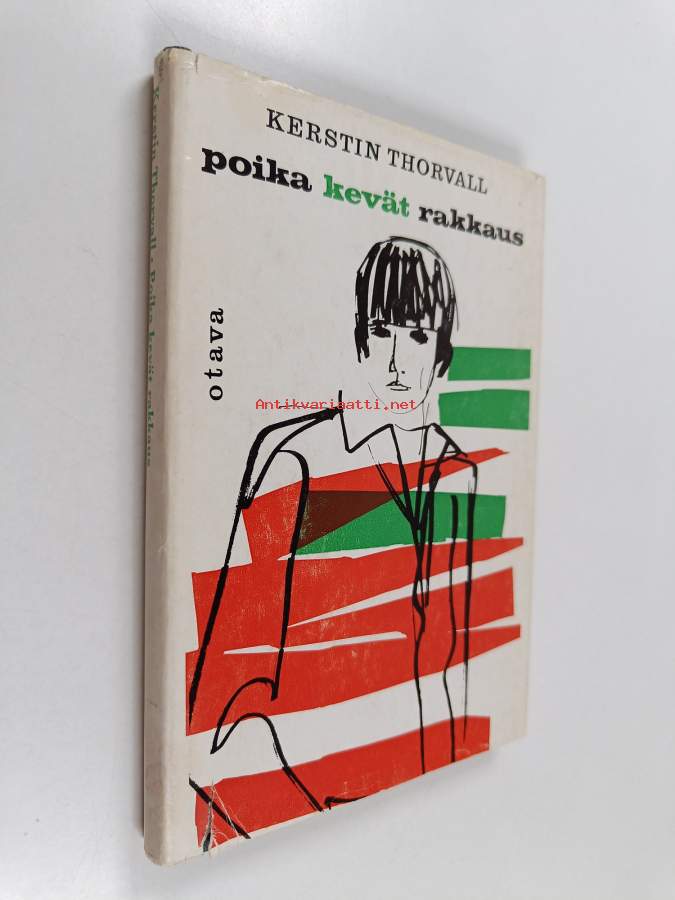 KERSTIN THORVALL
poika kevät rakkaus
otava
Kerstin Thorvall • Poika kevät rakkaus
Antikvariaatti.net